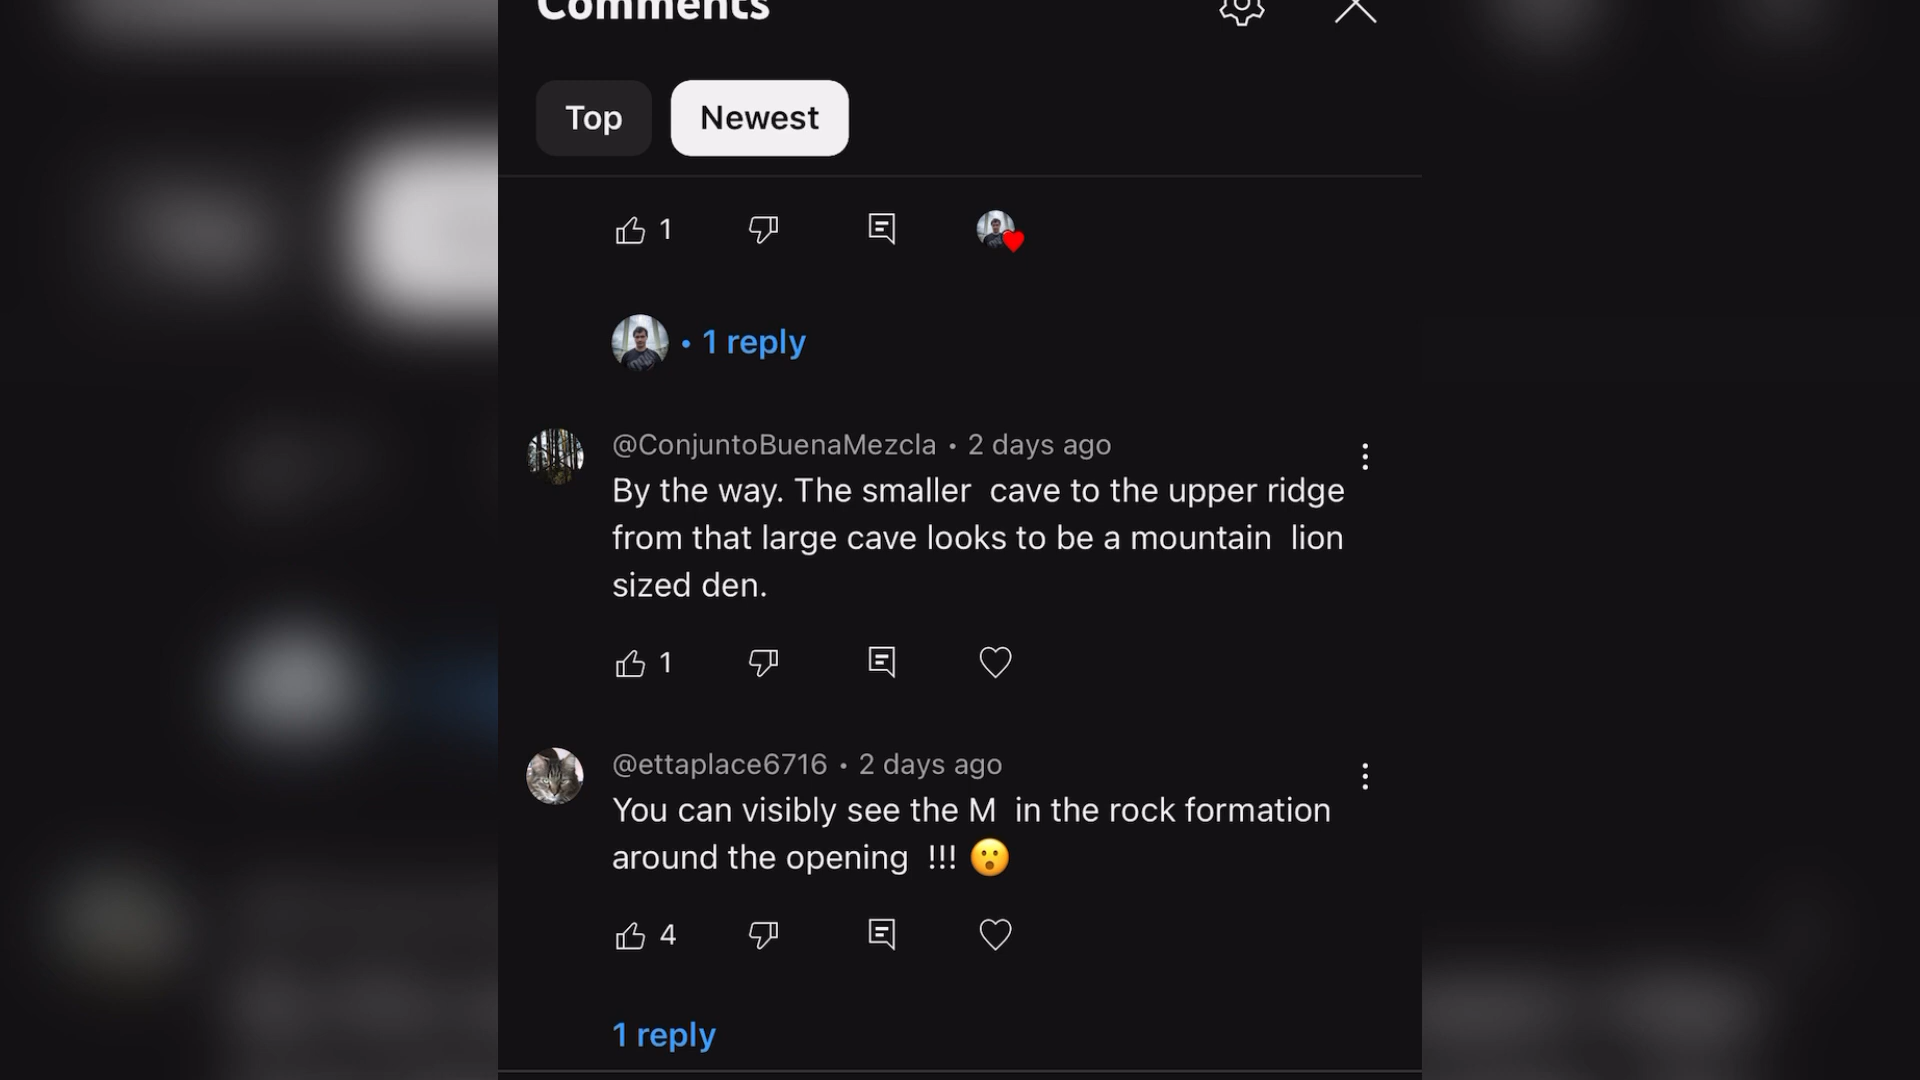 Comments
Top
Newest
1
• 1 reply
@ConjuntoBuenaMezcla • 2 days ago
By the way. The smaller  cave to the upper ridge
from that large cave looks to be a mountain  lion
sized den.
1
@ettaplace6716 • 2 days ago
You can visibly see the M  in the rock formation
around the opening  !!! 😮
4
1 reply